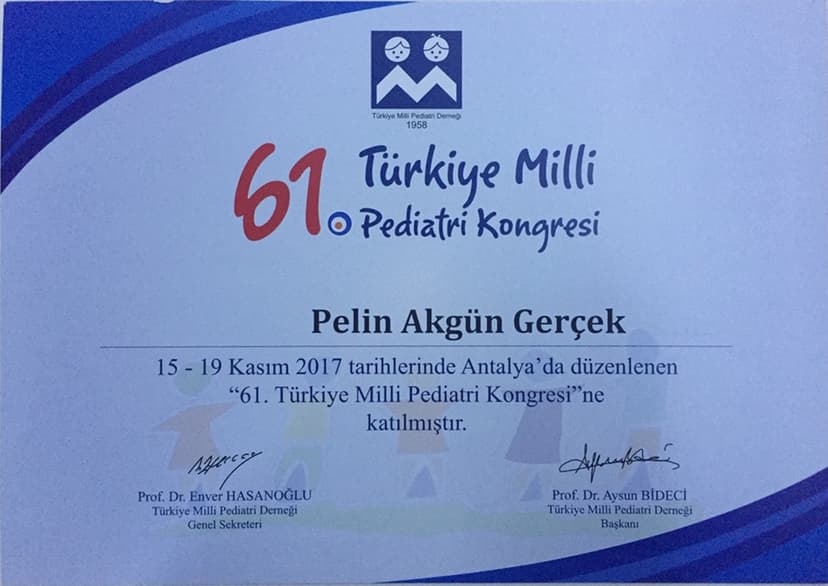 Türkiye Milli Pediatri Derneği
1958
61. Türkiye Milli
Pediatri Kongresi
Pelin Akgün Gerçek
15 - 19 Kasım 2017 tarihlerinde Antalya’da düzenlenen
“61. Türkiye Milli Pediatri Kongresi”ne
katılmıştır.
Prof. Dr. Enver HASANOĞLU
Türkiye Milli Pediatri Derneği
Genel Sekreteri
Prof. Dr. Aysun BİDECİ
Türkiye Milli Pediatri Derneği
Başkanı